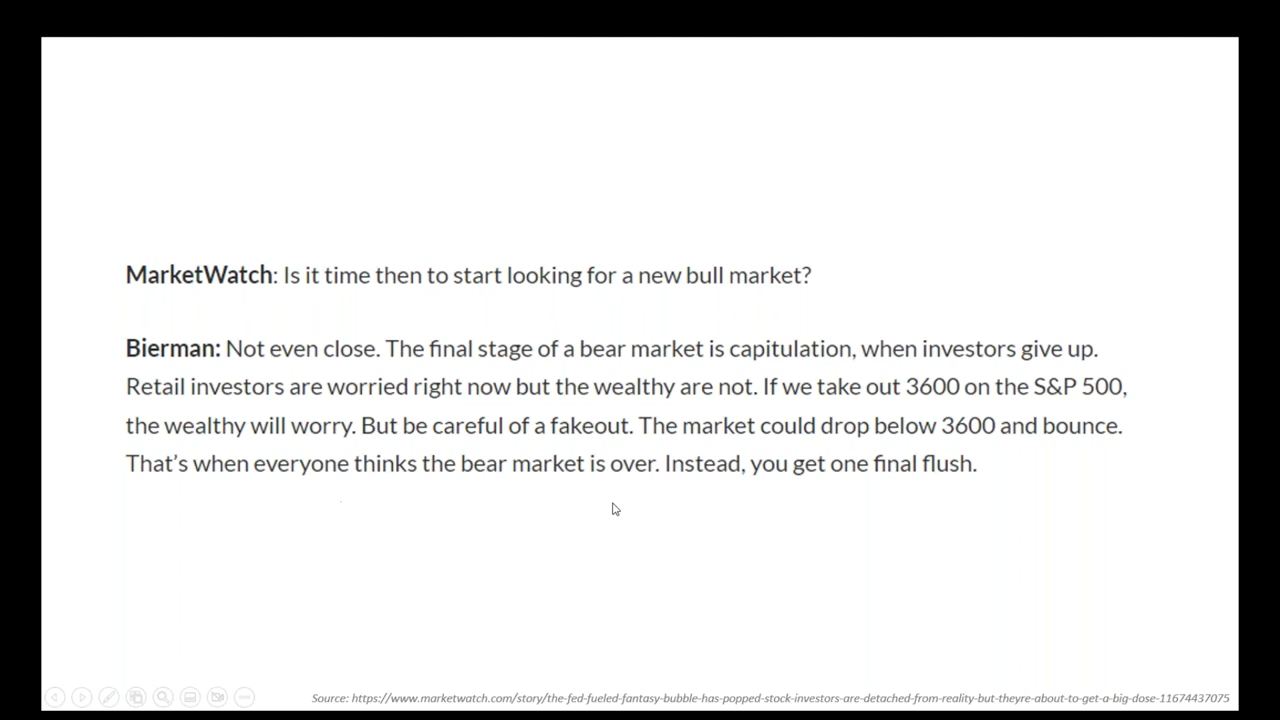 MarketWatch: Is it time then to start looking for a new bull market?
Bierman: Not even close. The final stage of a bear market is capitulation, when investors give up.
Retail investors are worried right now but the wealthy are not. If we take out 3600 on the S&P 500,
the wealthy will worry. But be careful of a fakeout. The market could drop below 3600 and bounce.
That’s when everyone thinks the bear market is over. Instead, you get one final flush.
Source: https://www.marketwatch.com/story/the-fed-fueled-fantasy-bubble-has-popped-stock-investors-are-detached-from-reality-but-theyre-about-to-get-a-big-dose-11674437075